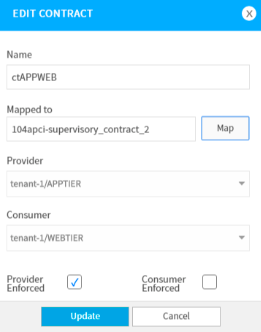 EDIT CONTRACT
Name
ctAPPWEB
Mapped to
104apci-supervisory_contract_2
Map
Provider
tenant-1/APPTIER
Consumer
tenant-1/WEBTIER
Provider
Enforced
Consumer
Enforced
Update
Cancel